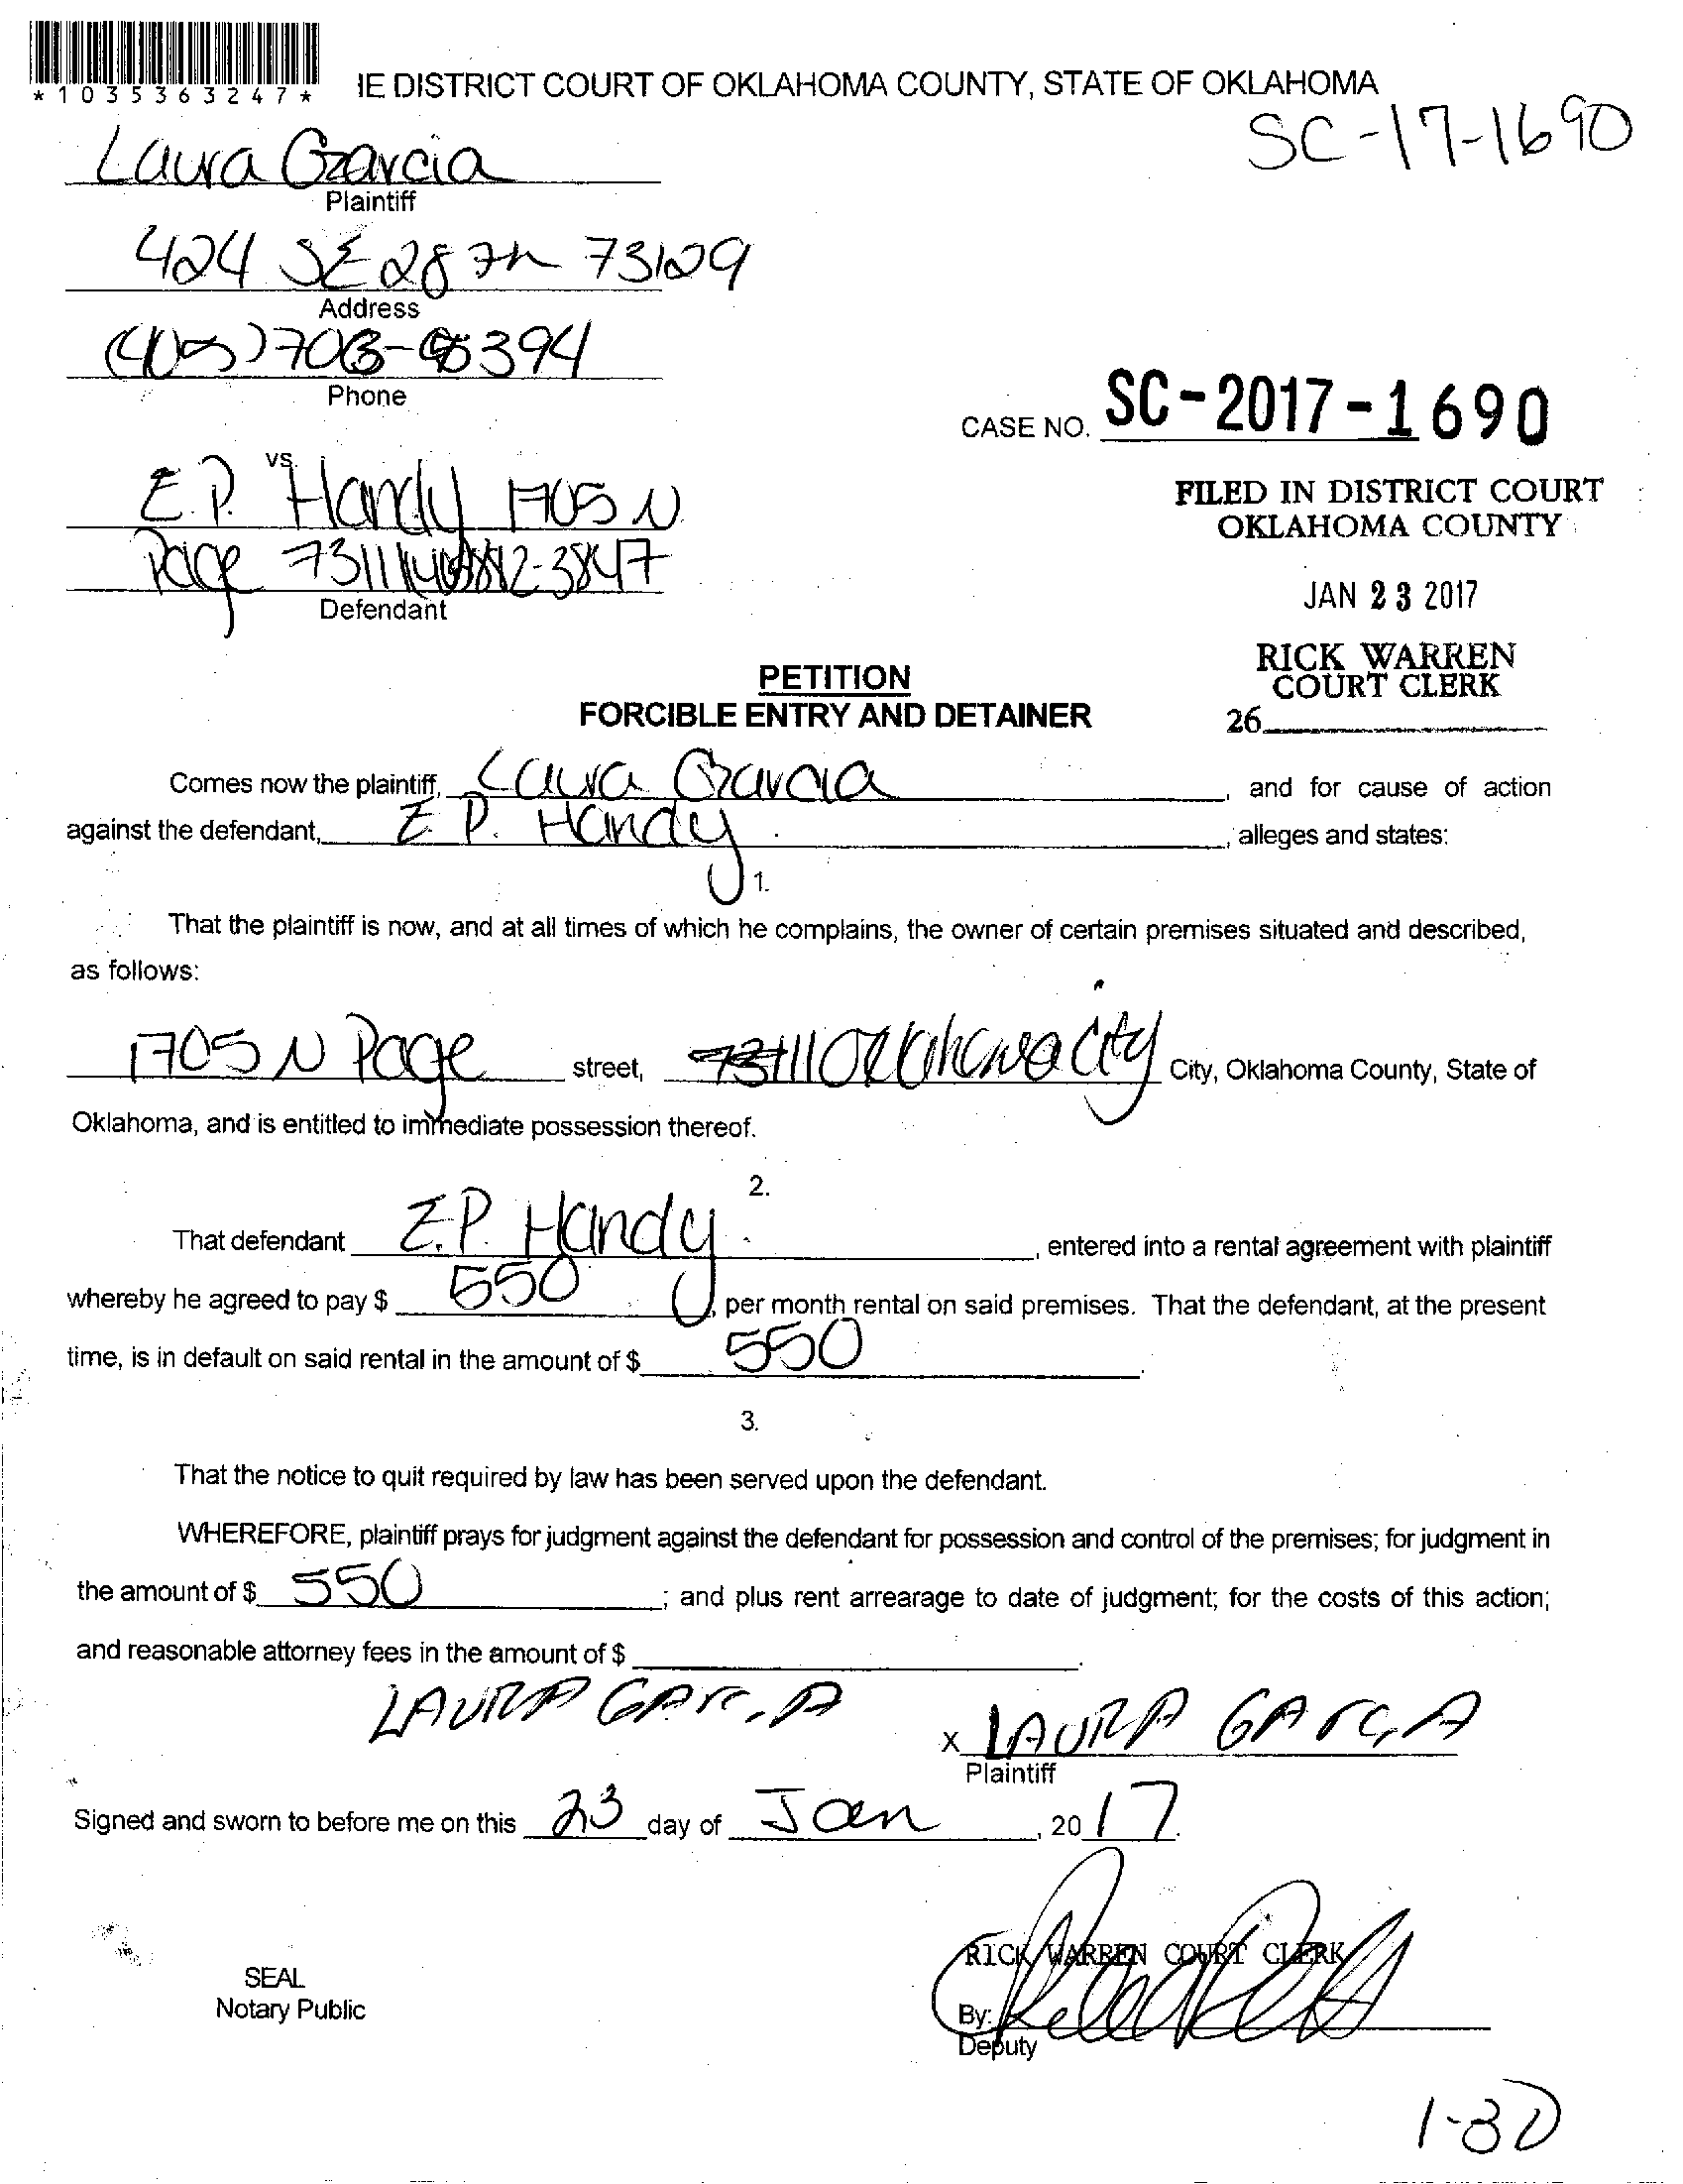 *1035363247*
IE DISTRICT COURT OF OKLAHOMA COUNTY, STATE OF OKLAHOMA
SC-17-1690
Laura Garcia
Plaintiff
424 SE 28th 73129
Address
Phone
CASE NO. SC-2017-1690
vs.
E.P. Handy 1705 N
Page 73111
Defendant
FILED IN DISTRICT COURT
OKLAHOMA COUNTY
JAN 23 2017
RICK WARREN
COURT CLERK
26
PETITION
FORCIBLE ENTRY AND DETAINER
Comes now the plaintiff, Laura Garcia, and for cause of action
against the defendant, E.P. Handy, alleges and states:
1.
That the plaintiff is now, and at all times of which he complains, the owner of certain premises situated and described,
as follows:
1705 N Page street, Oklahoma City City, Oklahoma County, State of
Oklahoma, and is entitled to immediate possession thereof.
2.
That defendant E.P. Handy, entered into a rental agreement with plaintiff
whereby he agreed to pay $ 550, per month rental on said premises. That the defendant, at the present
time, is in default on said rental in the amount of $ 550.
3.
That the notice to quit required by law has been served upon the defendant.
WHEREFORE, plaintiff prays for judgment against the defendant for possession and control of the premises; for judgment in
the amount of $ 550; and plus rent arrearage to date of judgment; for the costs of this action;
and reasonable attorney fees in the amount of $ .
LAURA GArciA
X LAURA GArciA
Plaintiff
Signed and sworn to before me on this 23 day of Jan, 2017.
RICK WARREN COURT CLERK
SEAL
Notary Public
By:
Deputy